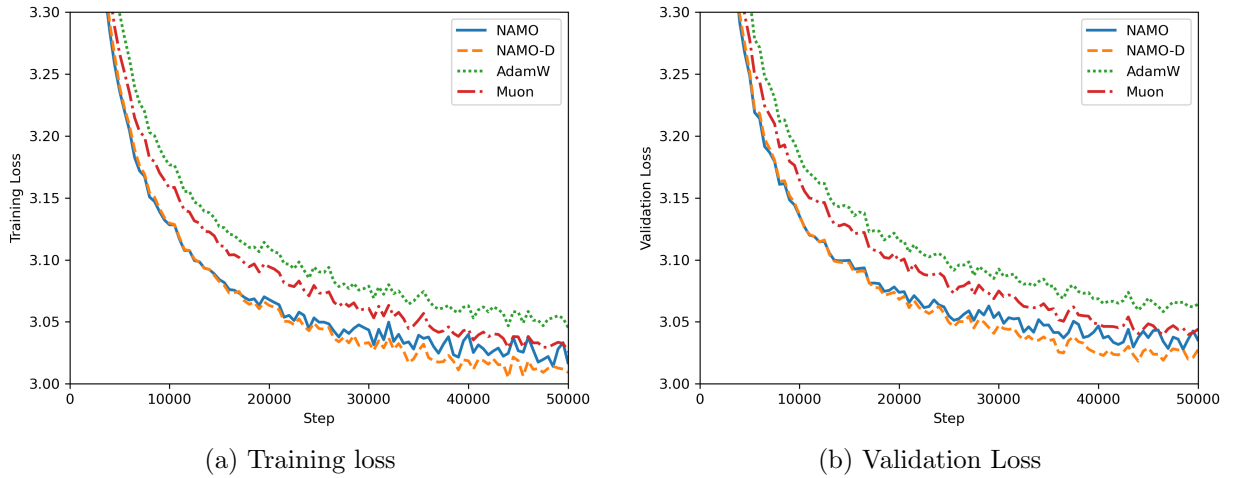 3.30
3.25
3.20
3.15
3.10
3.05
3.00
Training Loss
0
10000
20000
30000
40000
50000
Step
NAMO
NAMO-D
AdamW
Muon
(a) Training loss
3.30
3.25
3.20
3.15
3.10
3.05
3.00
Validation Loss
0
10000
20000
30000
40000
50000
Step
NAMO
NAMO-D
AdamW
Muon
(b) Validation Loss